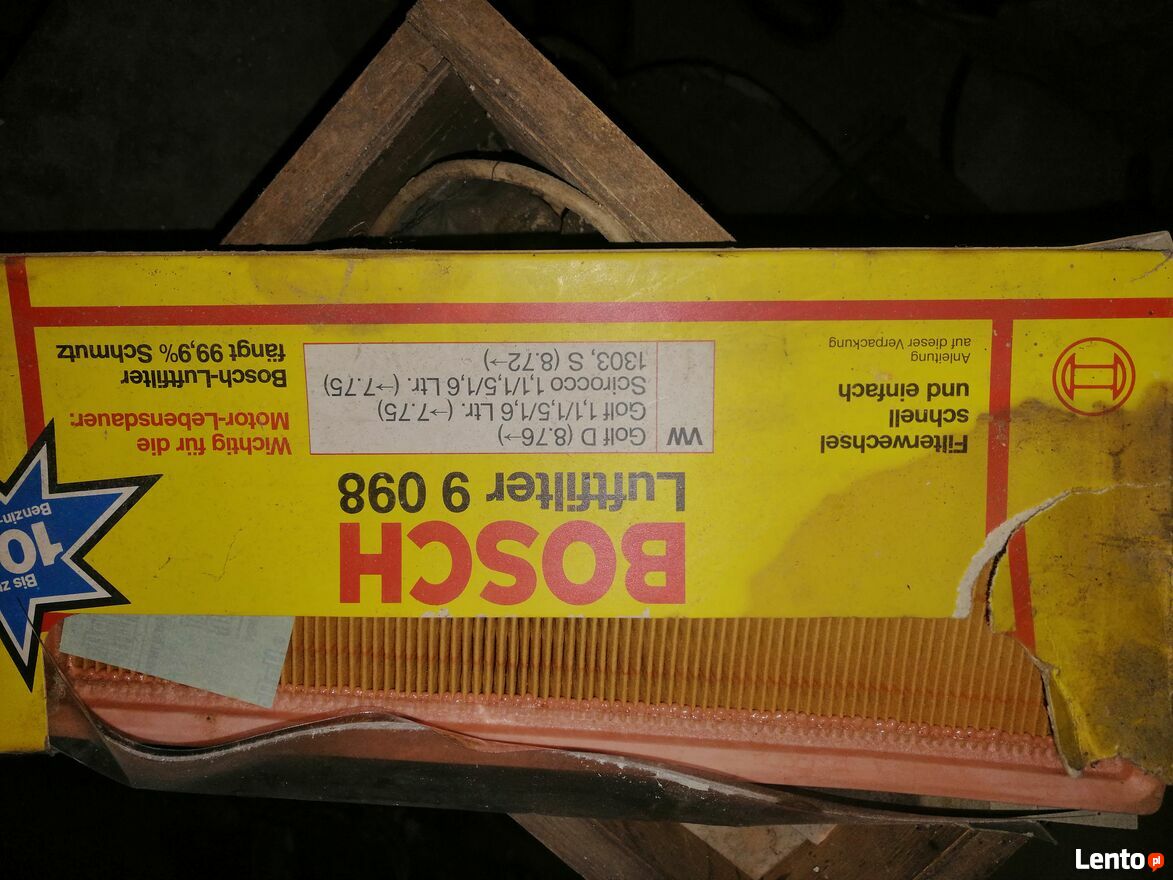 BOSCH
Luftfilter 9 098
VW
Golf D (8.76→)
Golf 1,1/1,5/1,6 Ltr. (→7.75)
Scirocco 1,1/1,5/1,6 Ltr. (→7.75)
1303, S (8.72→)
Filterwechsel
schnell
und einfach
Anleitung
auf dieser Verpackung
Wichtig für die
Motor-Lebensdauer:
Bosch-Luftfilter
fängt 99,9% Schmutz
Bis zu
10
Benzin-
Lento.pl